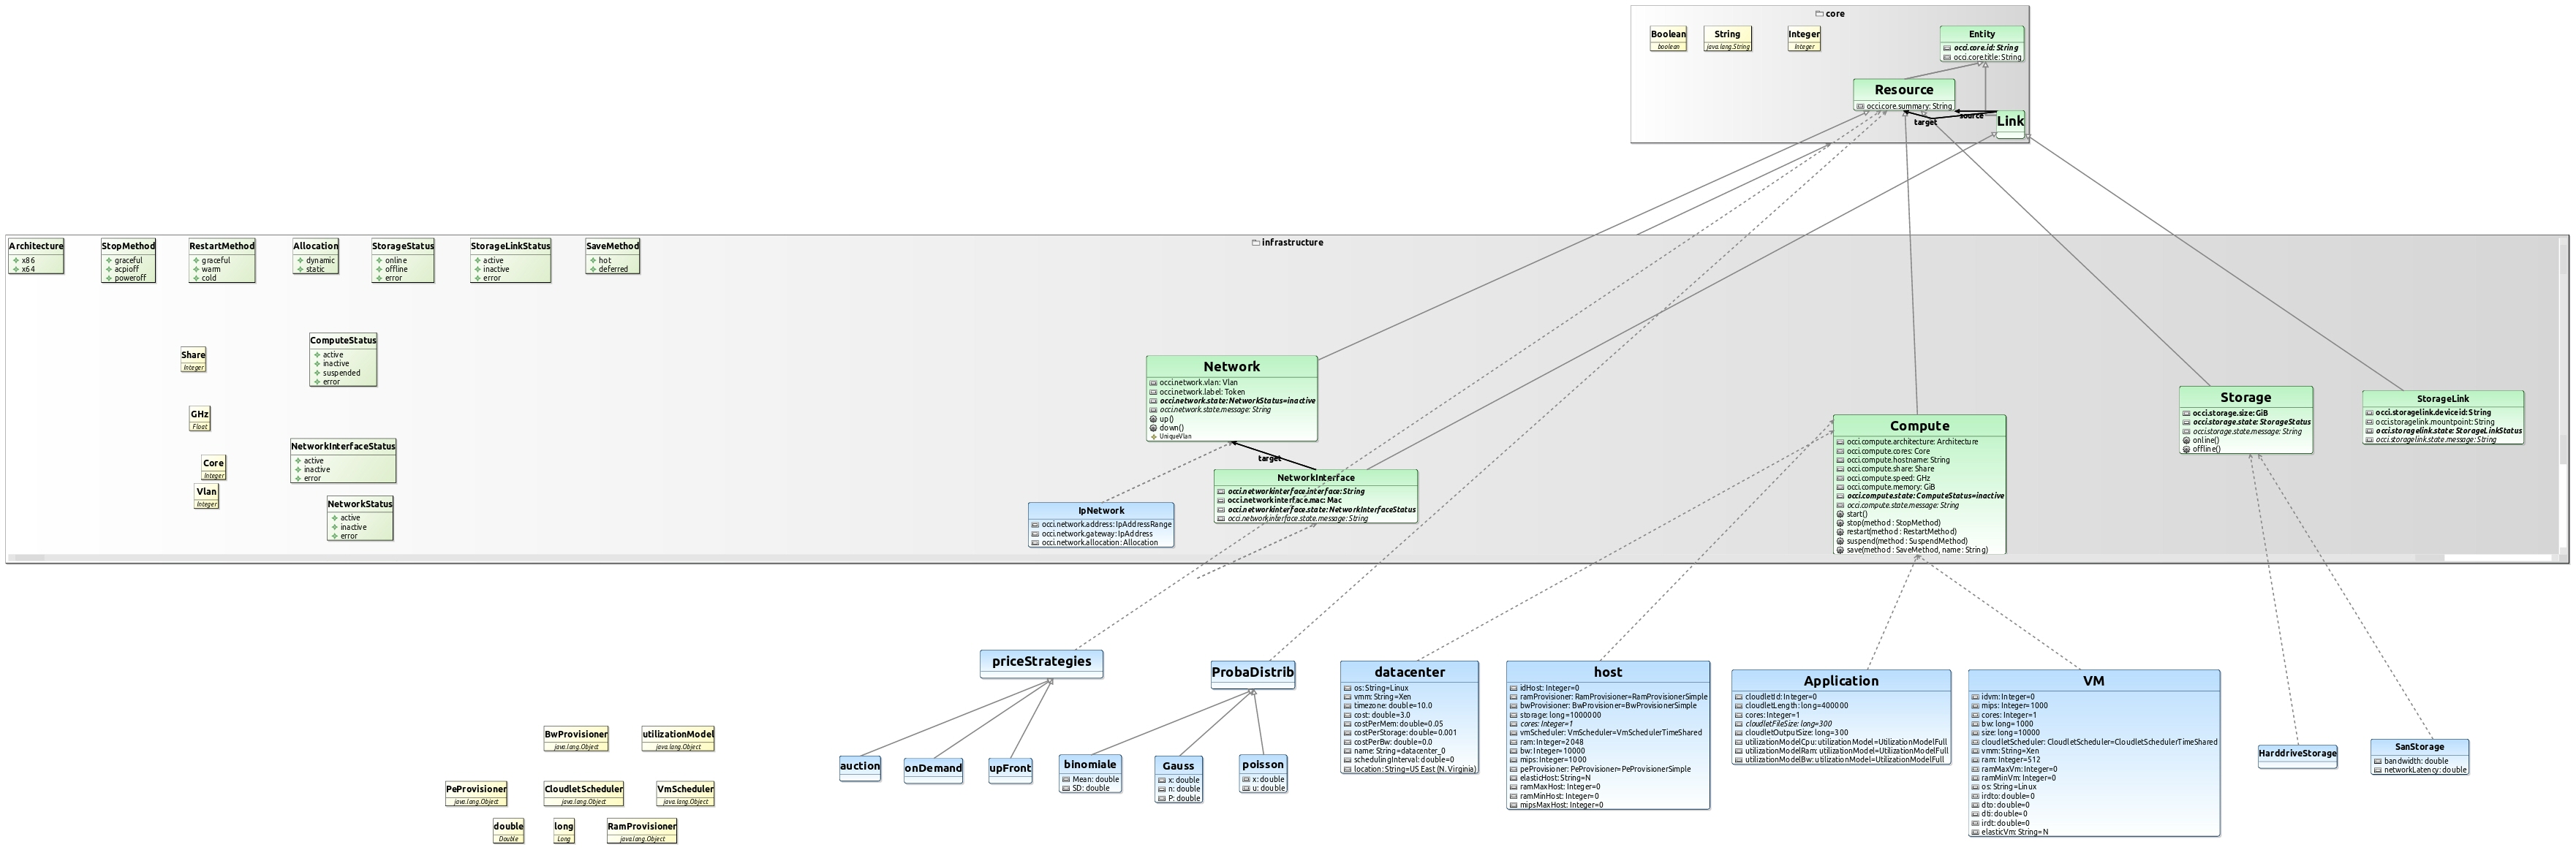 core
Boolean
boolean
String
java.lang.String
Integer
Integer
Entity
occi.core.id: String
occi.core.title: String
Resource
occi.core.summary: String
source
target
Link
infrastructure
Architecture
x86
x64
StopMethod
graceful
acpioff
poweroff
RestartMethod
graceful
warm
cold
Allocation
dynamic
static
StorageStatus
online
offline
error
StorageLinkStatus
active
inactive
error
SaveMethod
hot
deferred
Share
Integer
ComputeStatus
active
inactive
suspended
error
GHz
Float
Core
Integer
Vlan
Integer
NetworkInterfaceStatus
active
inactive
error
NetworkStatus
active
inactive
error
Network
occi.network.vlan: Vlan
occi.network.label: Token
occi.network.state: NetworkStatus=inactive
occi.network.state.message: String
up()
down()
UniqueVlan
target
NetworkInterface
occi.networkinterface.interface: String
occi.networkinterface.mac: Mac
occi.networkinterface.state: NetworkInterfaceStatus
occi.networkinterface.state.message: String
IpNetwork
occi.network.address: IpAddressRange
occi.network.gateway: IpAddress
occi.network.allocation: Allocation
Compute
occi.compute.architecture: Architecture
occi.compute.cores: Core
occi.compute.hostname: String
occi.compute.share: Share
occi.compute.speed: GHz
occi.compute.memory: GiB
occi.compute.state: ComputeStatus=inactive
occi.compute.state.message: String
start()
stop(method : StopMethod)
restart(method : RestartMethod)
suspend(method : SuspendMethod)
save(method : SaveMethod, name : String)
Storage
occi.storage.size: GiB
occi.storage.state: StorageStatus
occi.storage.state.message: String
online()
offline()
StorageLink
occi.storagelink.deviceid: String
occi.storagelink.mountpoint: String
occi.storagelink.state: StorageLinkStatus
occi.storagelink.state.message: String
priceStrategies
auction
onDemand
upFront
ProbaDistrib
binomiale
Mean: double
SD: double
Gauss
x: double
n: double
P: double
poisson
x: double
u: double
datacenter
os: String=Linux
vmm: String=Xen
timezone: double=10.0
cost: double=3.0
costPerMem: double=0.05
costPerStorage: double=0.001
costPerBw: double=0.0
name: String=datacenter_0
schedulingInterval: double=0
location: String=US East (N. Virginia)
host
idHost: Integer=0
ramProvisioner: RamProvisioner=RamProvisionerSimple
bwProvisioner: BwProvisioner=BwProvisionerSimple
storage: long=1000000
cores: Integer=1
vmScheduler: VmScheduler=VmSchedulerTimeShared
ram: Integer=2048
bw: Integer=10000
mips: Integer=1000
peProvisioner: PeProvisioner=PeProvisionerSimple
elasticHost: String=N
ramMaxHost: Integer=0
ramMinHost: Integer=0
mipsMaxHost: Integer=0
Application
cloudletId: Integer=0
cloudletLength: long=400000
cores: Integer=1
cloudletFileSize: long=300
cloudletOutputSize: long=300
utilizationModelCpu: utilizationModel=UtilizationModelFull
utilizationModelRam: utilizationModel=UtilizationModelFull
utilizationModelBw: utilizationModel=UtilizationModelFull
VM
idvm: Integer=0
mips: Integer=1000
cores: Integer=1
bw: long=1000
size: long=10000
cloudletScheduler: CloudletScheduler=CloudletSchedulerTimeShared
vmm: String=Xen
ram: Integer=512
ramMaxVm: Integer=0
ramMinVm: Integer=0
os: String=Linux
irdto: double=0
dto: double=0
dti: double=0
irdt: double=0
elasticVm: String=N
HarddriveStorage
SanStorage
bandwidth: double
networkLatency: double
BwProvisioner
java.lang.Object
utilizationModel
java.lang.Object
PeProvisioner
java.lang.Object
CloudletScheduler
java.lang.Object
VmScheduler
java.lang.Object
double
Double
long
Long
RamProvisioner
java.lang.Object